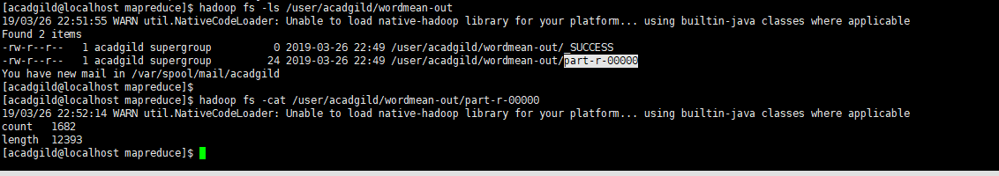 [acadgild@localhost mapreduce]$ hadoop fs -ls /user/acadgild/wordmean-out
19/03/26 22:51:55 WARN util.NativeCodeLoader: Unable to load native-hadoop library for your platform... using builtin-java classes where applicable
Found 2 items
-rw-r--r--   1 acadgild supergroup          0 2019-03-26 22:49 /user/acadgild/wordmean-out/_SUCCESS
-rw-r--r--   1 acadgild supergroup         24 2019-03-26 22:49 /user/acadgild/wordmean-out/part-r-00000
You have new mail in /var/spool/mail/acadgild
[acadgild@localhost mapreduce]$
[acadgild@localhost mapreduce]$ hadoop fs -cat /user/acadgild/wordmean-out/part-r-00000
19/03/26 22:52:14 WARN util.NativeCodeLoader: Unable to load native-hadoop library for your platform... using builtin-java classes where applicable
count   1682
length  12393
[acadgild@localhost mapreduce]$